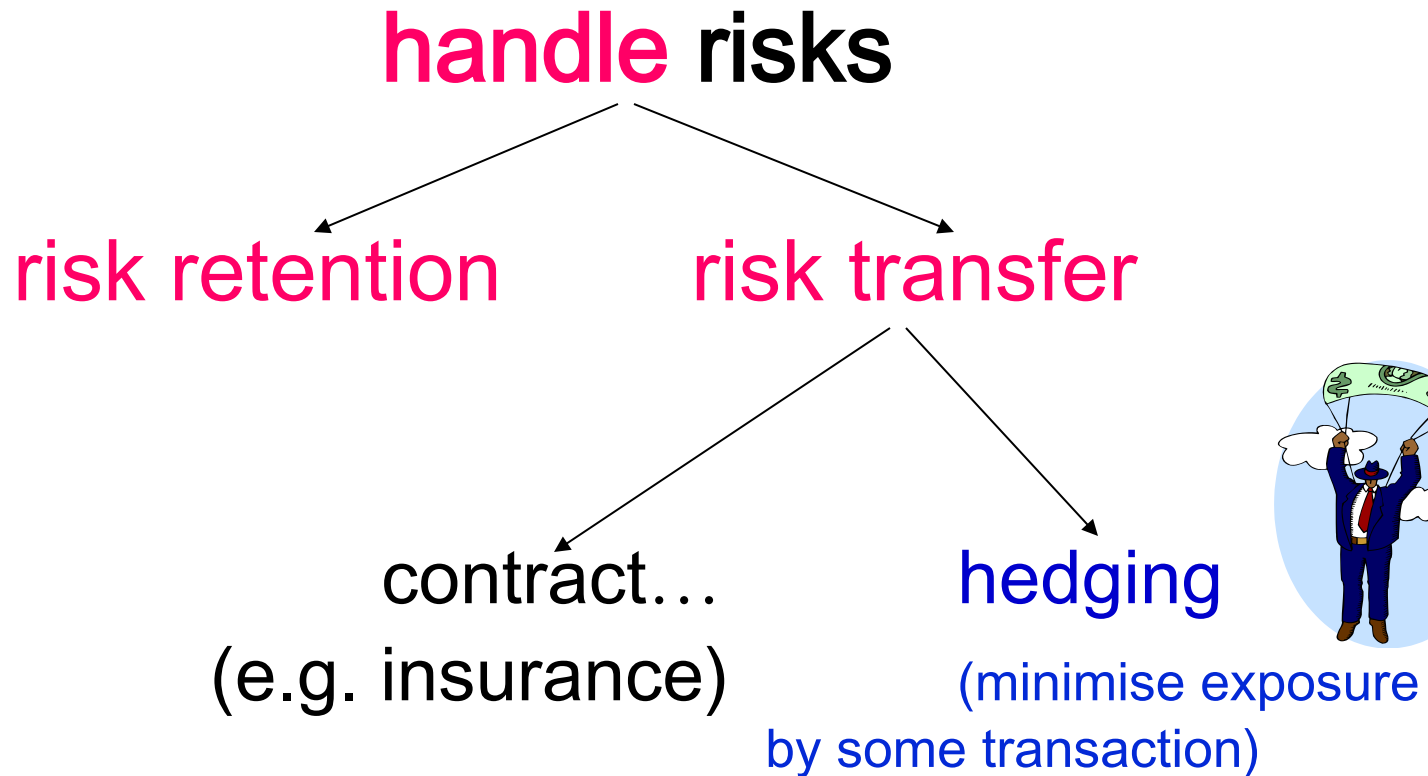 handle risks
risk retention
risk transfer
contract…
hedging
(e.g. insurance)
(minimise exposure
by some transaction)